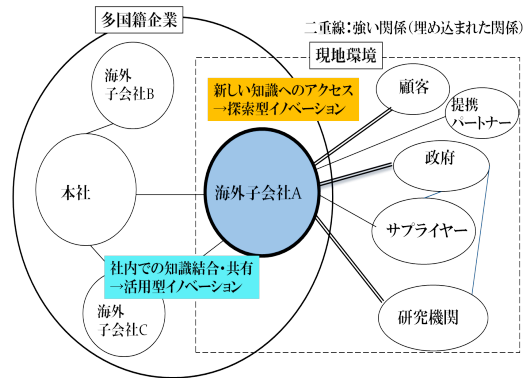 多国籍企業
二重線:強い関係(埋め込まれた関係)
現地環境
海外
子会社B
新しい知識へのアクセス
→探索型イノベーション
顧客
提携
パートナー
政府
本社
海外子会社A
サプライヤー
社内での知識結合・共有
→活用型イノベーション
海外
子会社C
研究機関